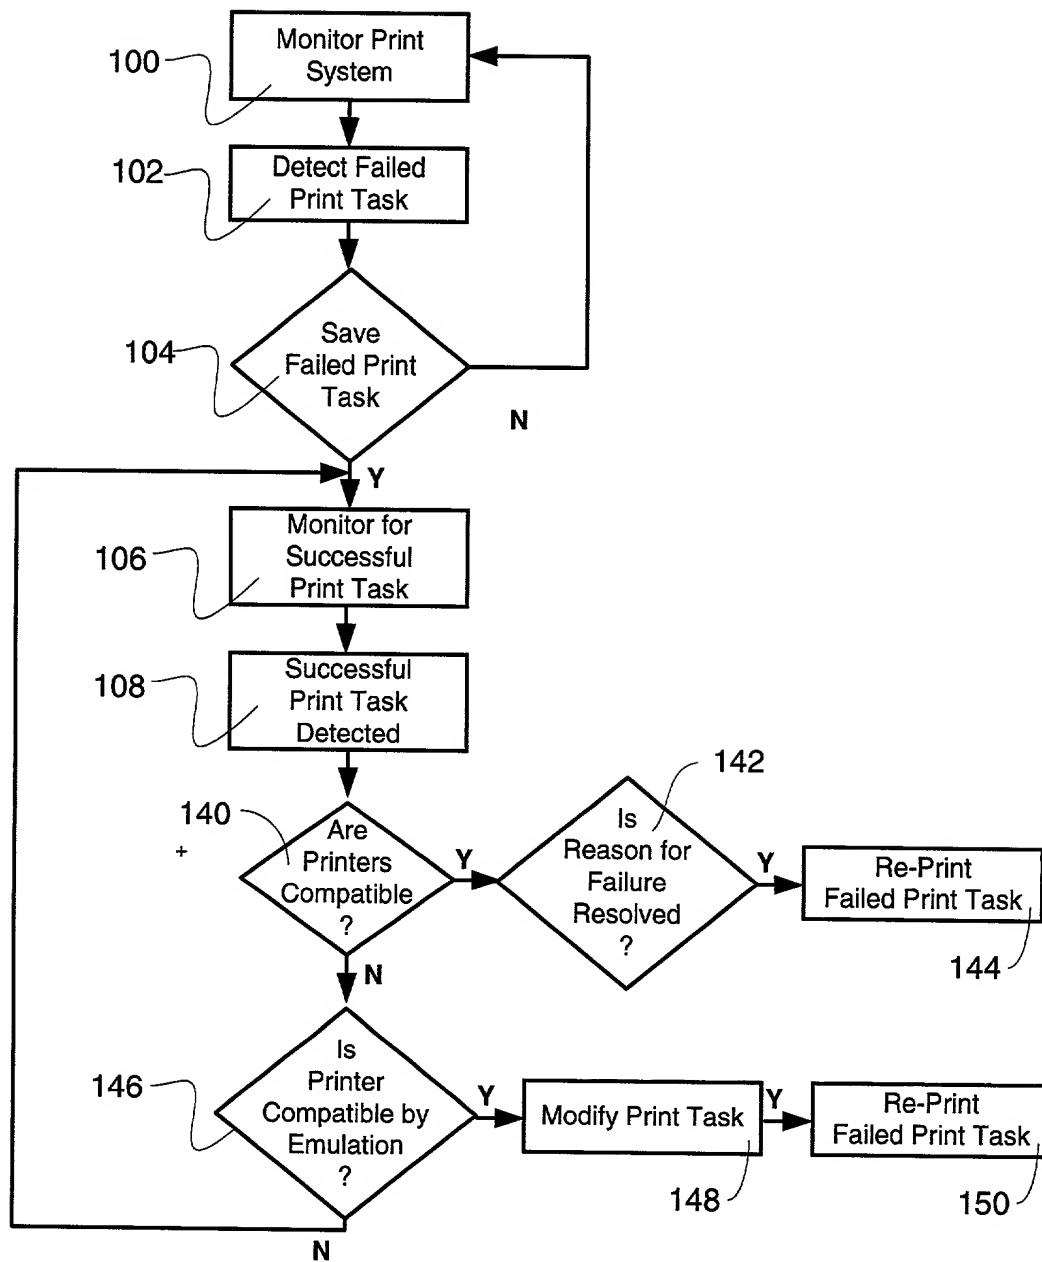 Monitor Print
System
100
Detect Failed
Print Task
102
Save
Failed Print
Task
104
N
Y
Monitor for
Successful
Print Task
106
Successful
Print Task
Detected
108
142
140
Are
Printers
Compatible
?
Y
Is
Reason for
Failure
Resolved
?
Y
Re-Print
Failed Print Task
144
N
Is
Printer
Compatible by
Emulation
?
146
Y
Modify Print Task
148
Y
Re-Print
Failed Print Task
150
N